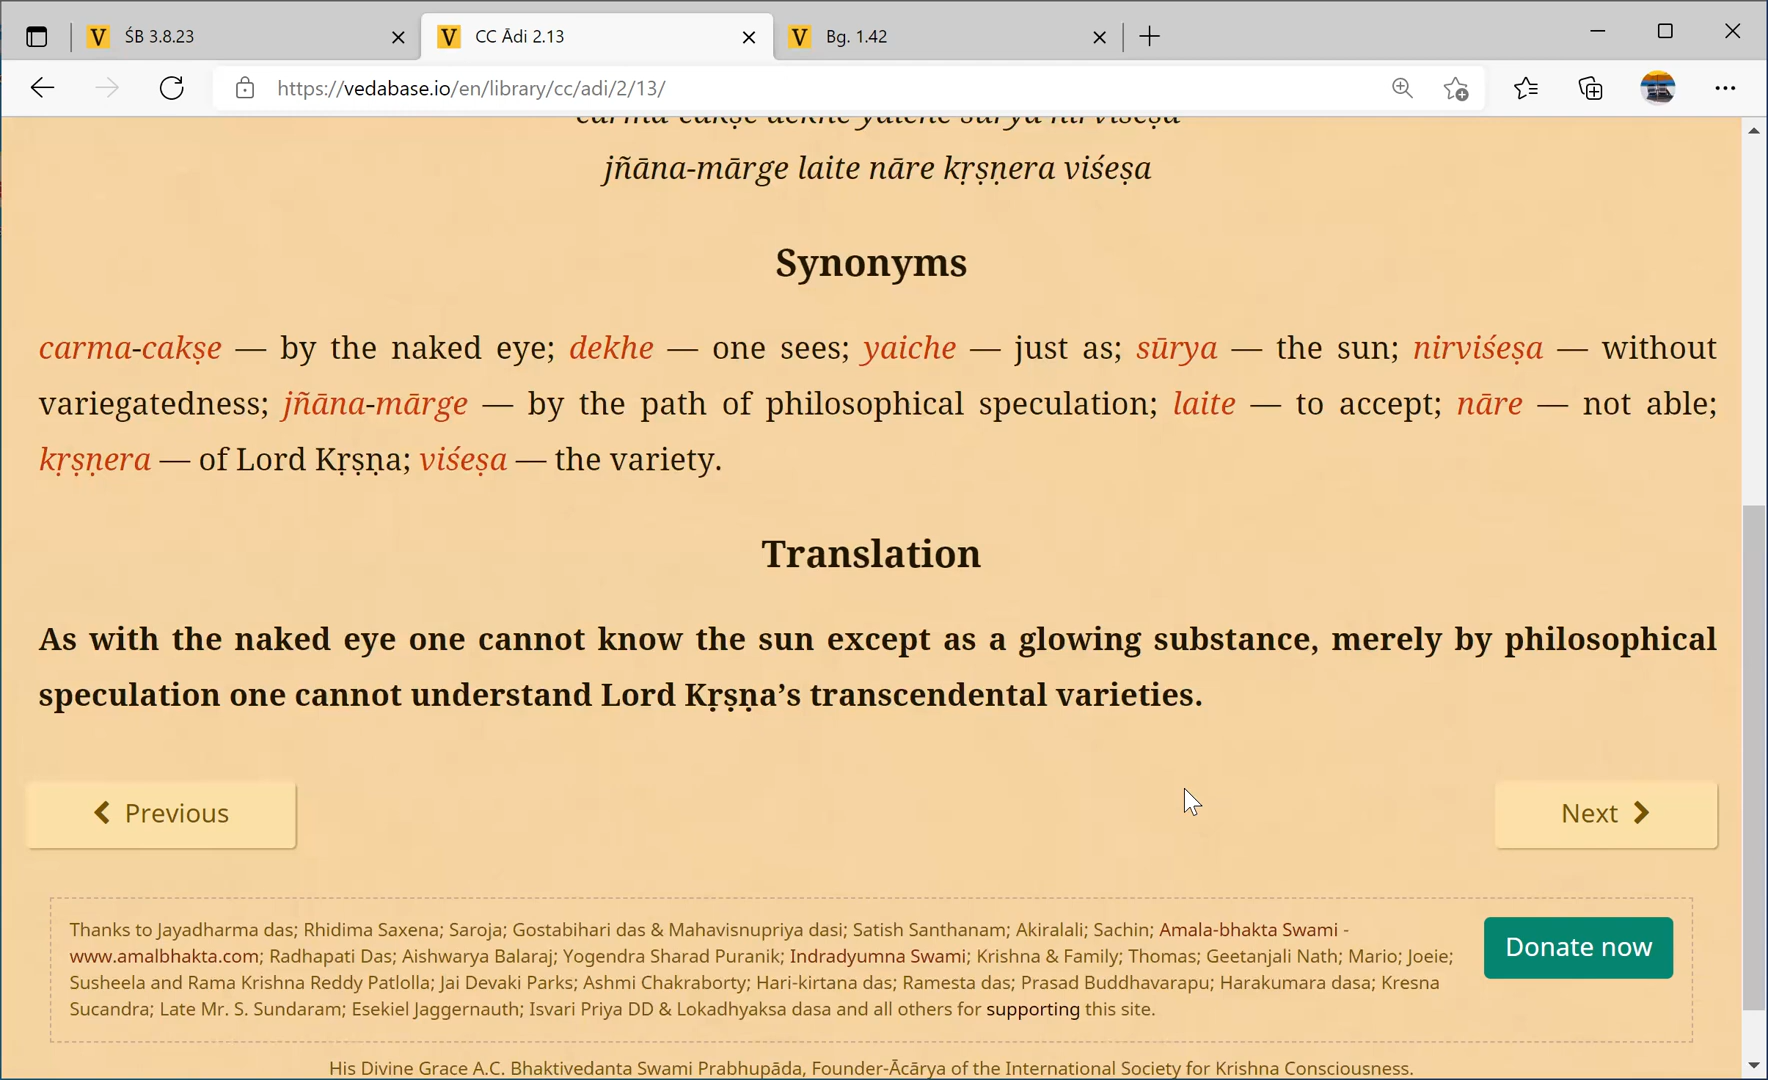 V ŚB 3.8.23
V CC Ādi 2.13
V Bg. 1.42
https://vedabase.io/en/library/cc/adi/2/13/
carma-cakṣe dekhe yaiche sūrya nirviśeṣa
jñāna-mārge laite nāre kṛṣṇera viśeṣa
Synonyms
carma-cakṣe — by the naked eye; dekhe — one sees; yaiche — just as; sūrya — the sun; nirviśeṣa — without
variegatedness; jñāna-mārge — by the path of philosophical speculation; laite — to accept; nāre — not able;
kṛṣṇera — of Lord Kṛṣṇa; viśeṣa — the variety.
Translation
As with the naked eye one cannot know the sun except as a glowing substance, merely by philosophical
speculation one cannot understand Lord Kṛṣṇa’s transcendental varieties.
Previous
Next
Thanks to Jayadharma das; Rhidima Saxena; Saroja; Gostabihari das & Mahavisnupriya dasi; Satish Santhanam; Akiralali; Sachin; Amala-bhakta Swami -
www.amalbhakta.com; Radhapati Das; Aishwarya Balaraj; Yogendra Sharad Puranik; Indradyumna Swami; Krishna & Family; Thomas; Geetanjali Nath; Mario; Joeie;
Susheela and Rama Krishna Reddy Patlolla; Jai Devaki Parks; Ashmi Chakraborty; Hari-kirtana das; Ramesta das; Prasad Buddhavarapu; Harakumara dasa; Kresna
Sucandra; Late Mr. S. Sundaram; Esekiel Jaggernauth; Isvari Priya DD & Lokadhyaksa dasa and all others for supporting this site.
Donate now
His Divine Grace A.C. Bhaktivedanta Swami Prabhupāda, Founder-Ācārya of the International Society for Krishna Consciousness.